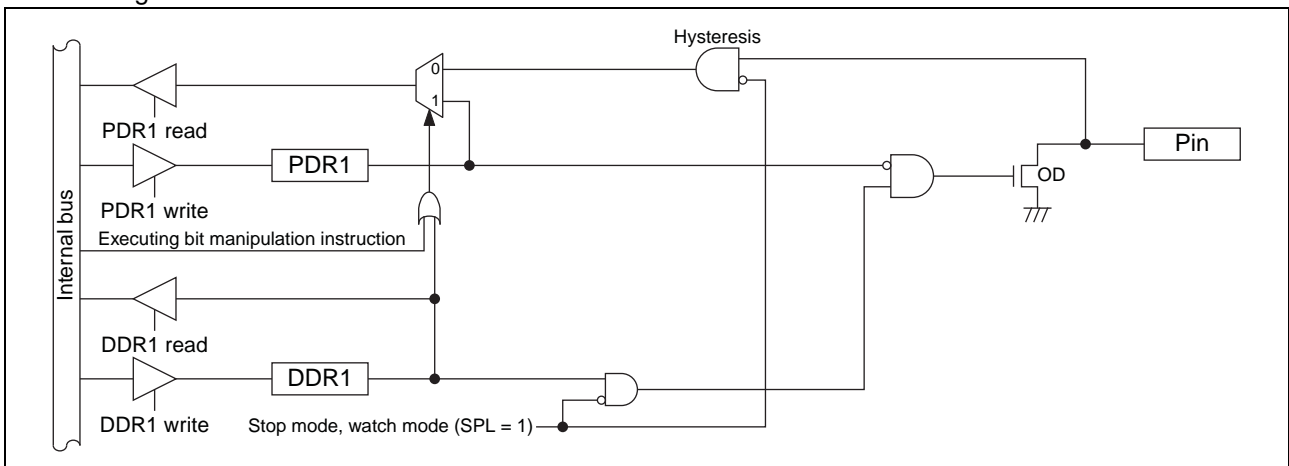 Hysteresis
0
1
PDR1 read
PDR1
Pin
OD
PDR1 write
Executing bit manipulation instruction
Internal bus
DDR1 read
DDR1
DDR1 write
Stop mode, watch mode (SPL = 1)